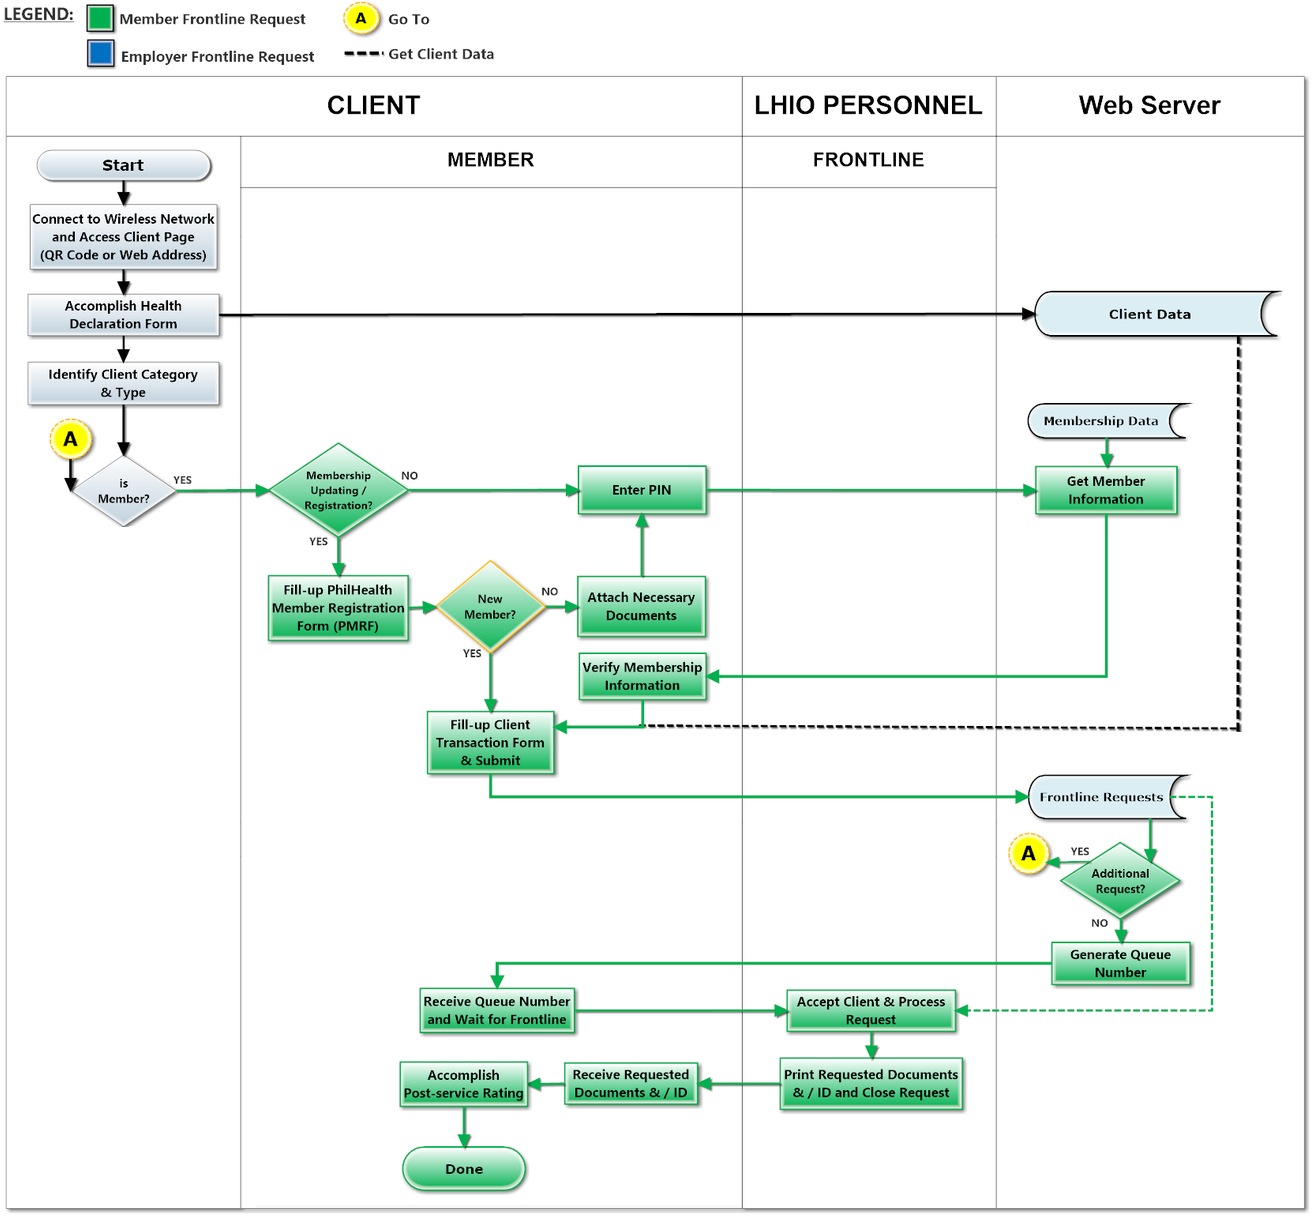 LEGEND:
Member Frontline Request
A
Go To
Employer Frontline Request
Get Client Data
CLIENT
LHIO PERSONNEL
Web Server
MEMBER
FRONTLINE
Start
Connect to Wireless Network
and Access Client Page
(QR Code or Web Address)
Accomplish Health
Declaration Form
Client Data
Identify Client Category
& Type
A
is
Member?
YES
Membership
Updating /
Registration?
NO
YES
Enter PIN
Membership Data
Get Member
Information
Fill-up PhilHealth
Member Registration
Form (PMRF)
New
Member?
NO
YES
Attach Necessary
Documents
Verify Membership
Information
Fill-up Client
Transaction Form
& Submit
Frontline Requests
A
YES
Additional
Request?
NO
Generate Queue
Number
Receive Queue Number
and Wait for Frontline
Accept Client & Process
Request
Accomplish
Post-service Rating
Receive Requested
Documents & / ID
Print Requested Documents
& / ID and Close Request
Done